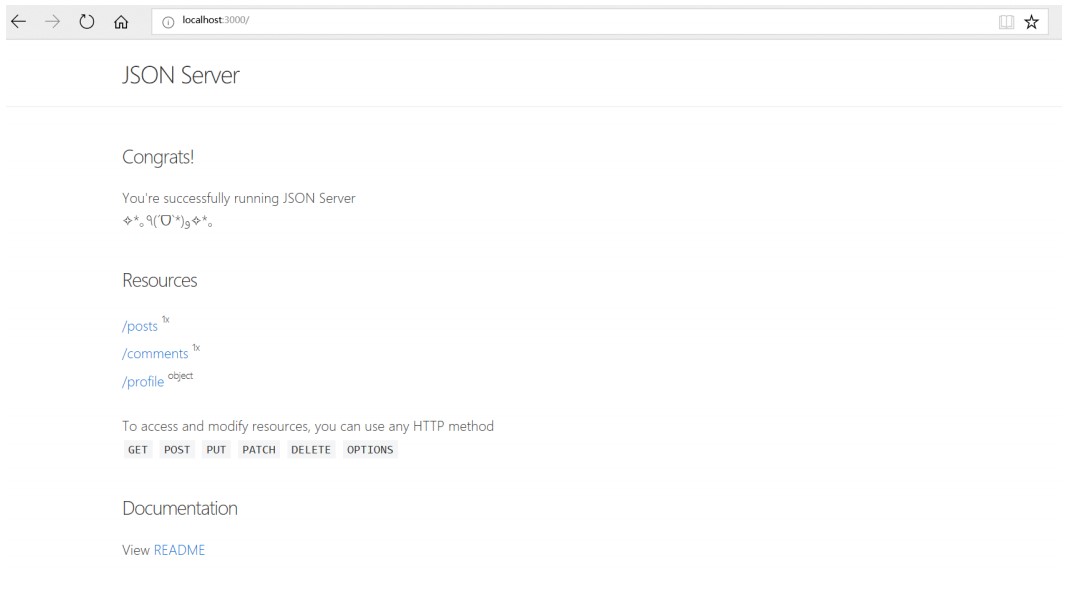 localhost:3000/
JSON Server
Congrats!
You're successfully running JSON Server
✧*｡٩(ˊᗜˋ*)و✧*｡
Resources
/posts 1x
/comments 1x
/profile object
To access and modify resources, you can use any HTTP method
GET POST PUT PATCH DELETE OPTIONS
Documentation
View README